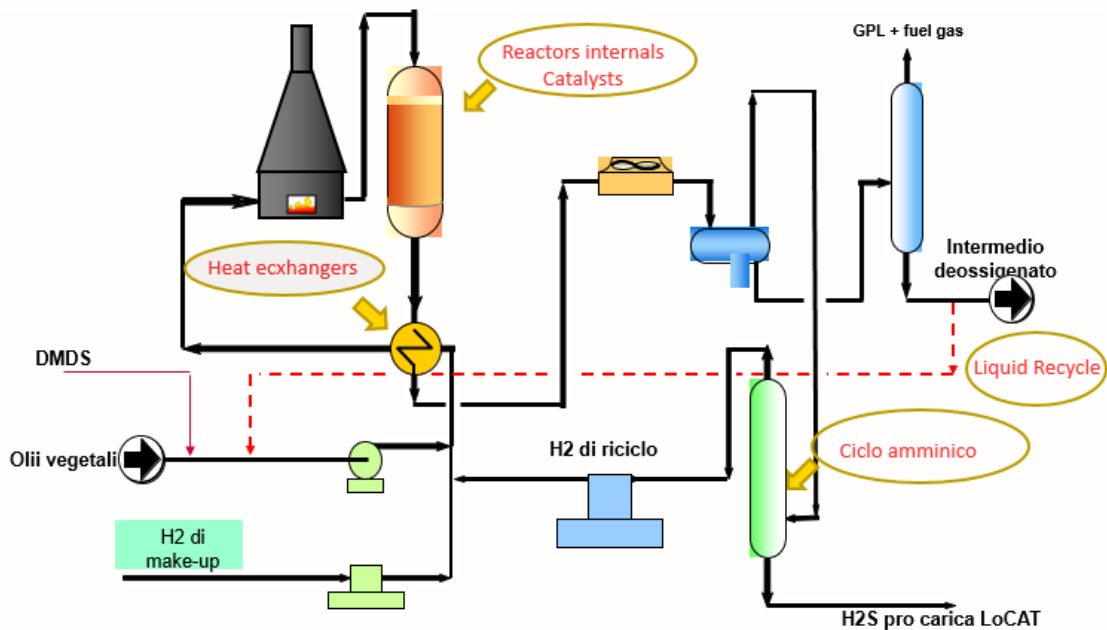 GPL + fuel gas
Reactors internals
Catalysts
Intermedio
deossigenato
Heat ecxhangers
DMDS
Liquid Recycle
Olii vegetali
H2 di riciclo
Ciclo amminico
H2 di
make-up
H2S pro carica LoCAT